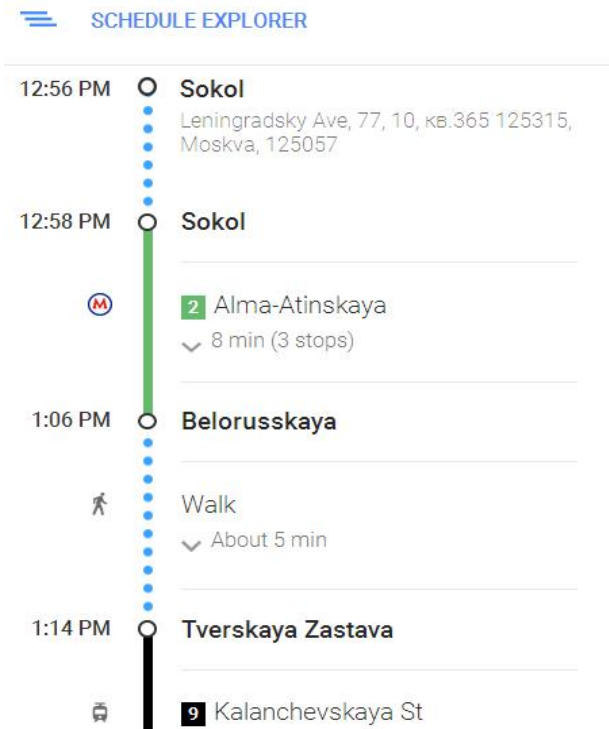 SCHEDULE EXPLORER
12:56 PM Sokol
Leningradsky Ave, 77, 10, кв.365 125315,
Moskva, 125057
12:58 PM Sokol
M 2 Alma-Atinskaya
8 min (3 stops)
1:06 PM Belorusskaya
Walk
About 5 min
1:14 PM Tverskaya Zastava
9 Kalanchevskaya St